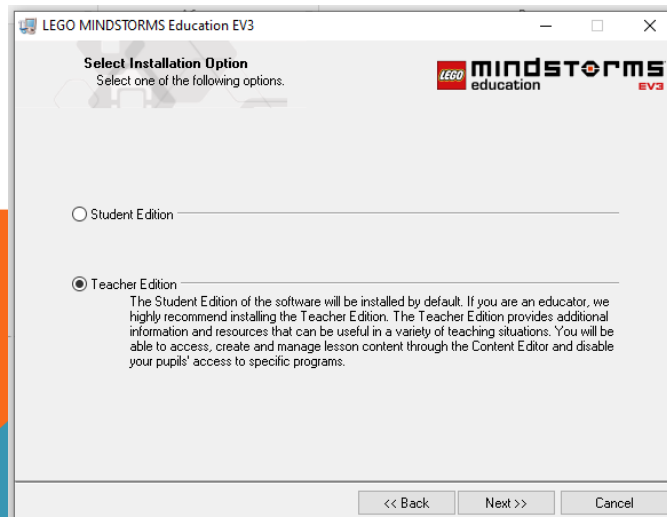 LEGO MINDSTORMS Education EV3
Select Installation Option
Select one of the following options.
LEGO mindstorms
education EV3
Student Edition
Teacher Edition
The Student Edition of the software will be installed by default. If you are an educator, we
highly recommend installing the Teacher Edition. The Teacher Edition provides additional
information and resources that can be useful in a variety of teaching situations. You will be
able to access, create and manage lesson content through the Content Editor and disable
your pupils' access to specific programs.
<< Back Next >> Cancel